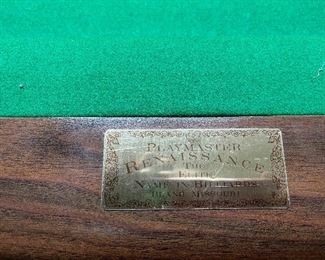 PLAYMASTER
RENAISSANCE
THE
ELITE
NAME IN BILLIARDS
BLAND MISSOURI